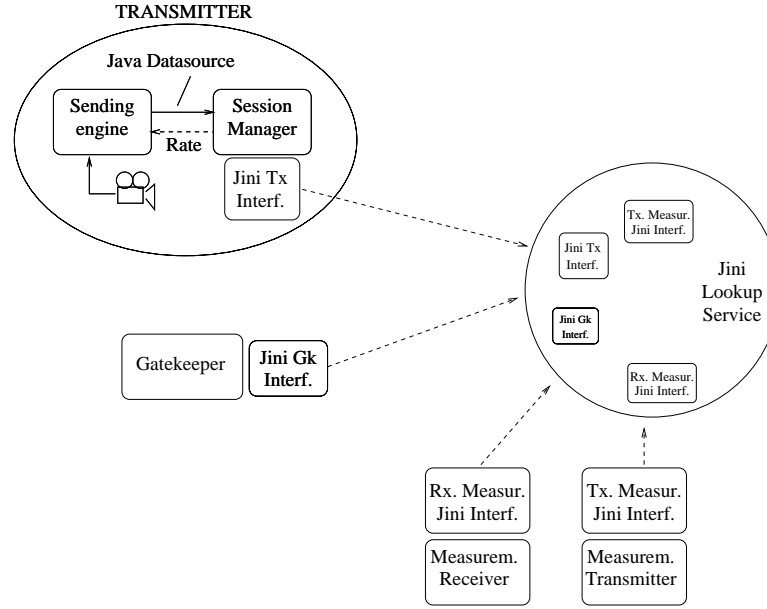 TRANSMITTER
Java Datasource
Sending
engine
Session
Manager
Rate
Jini Tx
Interf.
Tx. Measur.
Jini Interf.
Jini Tx
Interf.
Jini
Lookup
Service
Jini Gk
Interf.
Rx. Measur.
Jini Interf.
Gatekeeper
Jini Gk
Interf.
Rx. Measur.
Jini Interf.
Tx. Measur.
Jini Interf.
Measurem.
Receiver
Measurem.
Transmitter